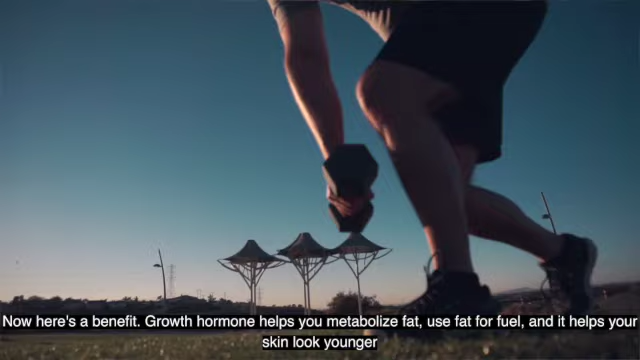 Now here's a benefit. Growth hormone helps you metabolize fat, use fat for fuel, and it helps your
skin look younger